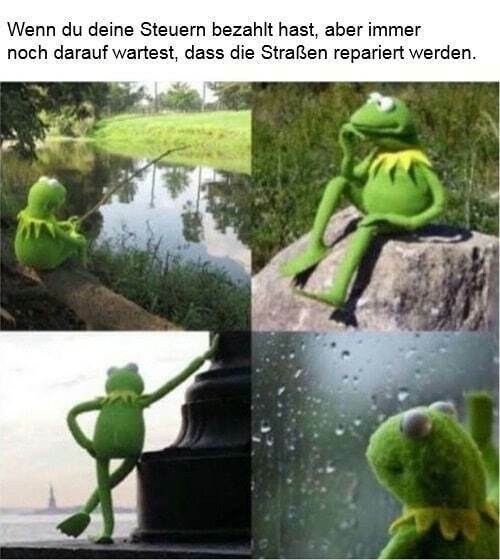 Wenn du deine Steuern bezahlt hast, aber immer
noch darauf wartest, dass die Straßen repariert werden.